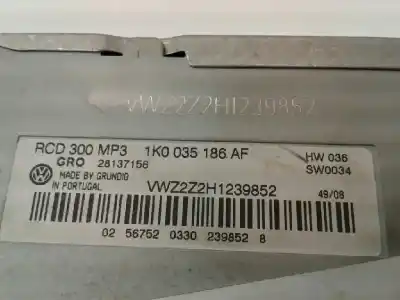 VWZ2Z2H1239852
RCD 300 MP3 1K0 035 186 AF
GRO 28137156 HW 036
MADE BY GRUNDIG SW0034
IN PORTUGAL VWZ2Z2H1239852 49/08
02 56752 0330 239852 8